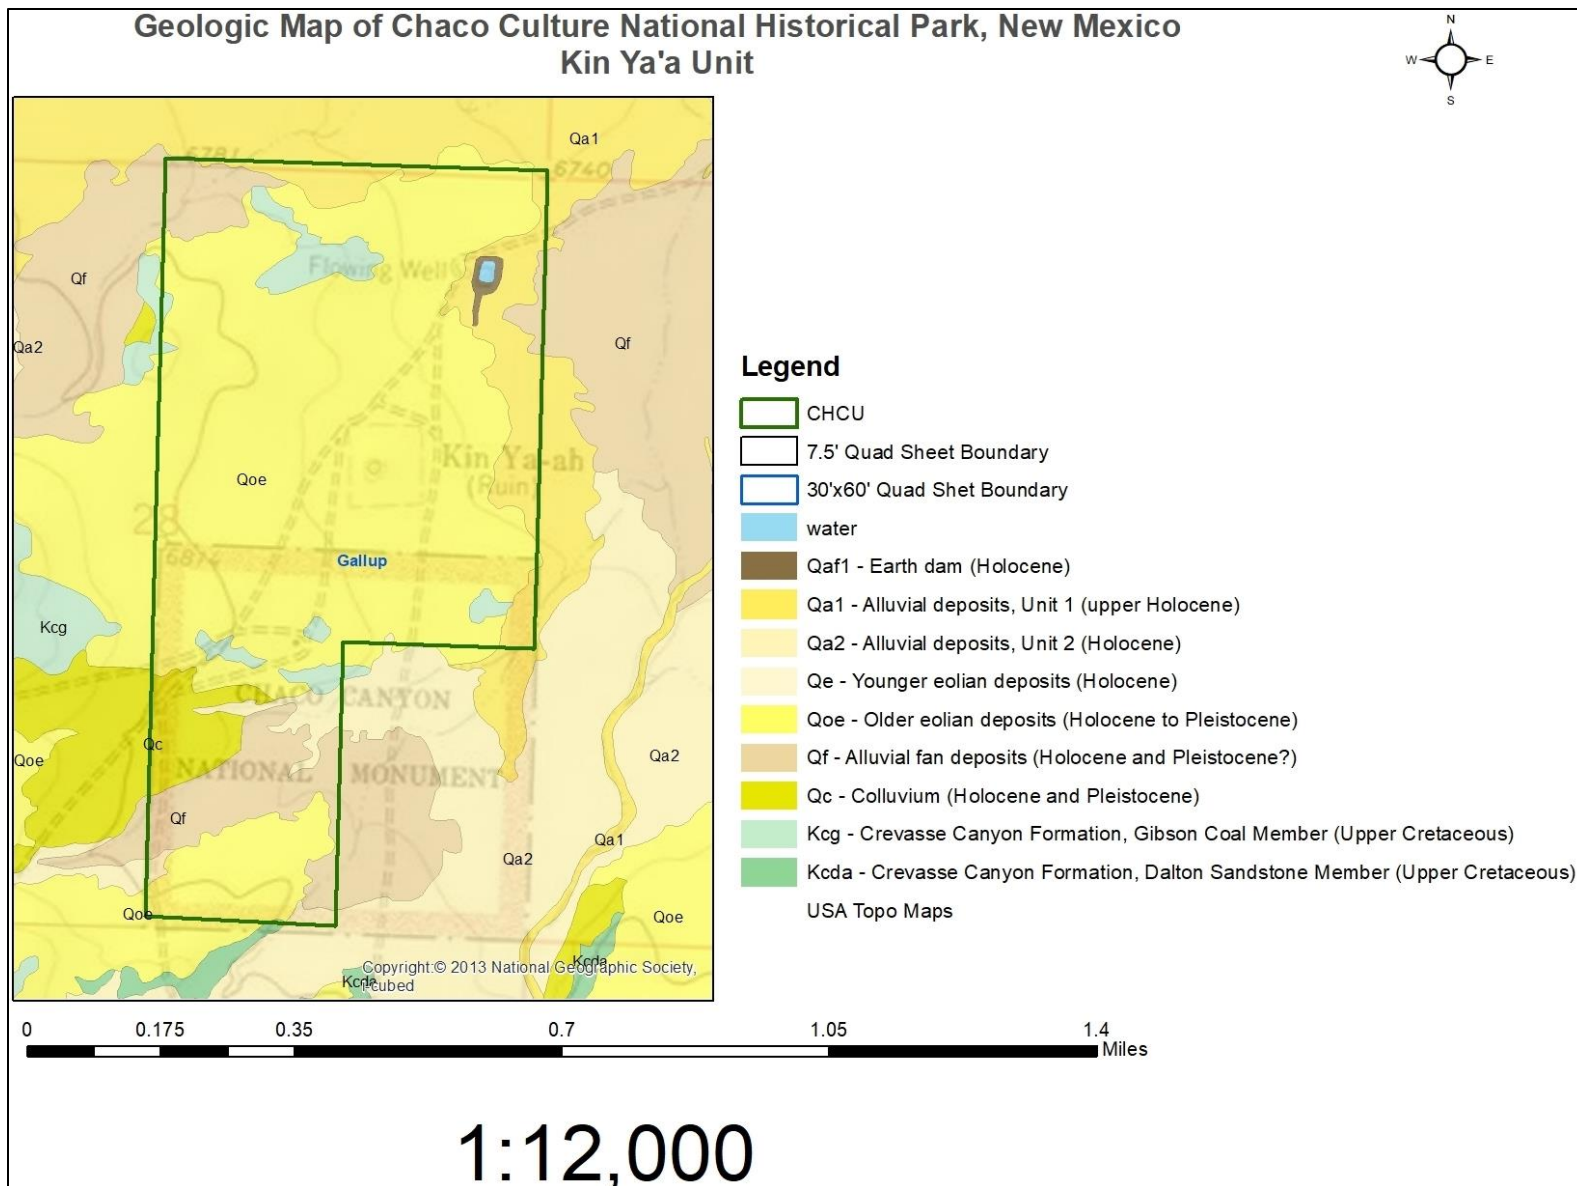 Geologic Map of Chaco Culture National Historical Park, New Mexico
Kin Ya'a Unit
N
W
E
S
Qa1
6781
6740
Qf
Flowing Well
Qa2
Qf
Kin Ya-ah
(Ruin)
Qoe
28
6874
Gallup
Kcg
CHACO CANYON
Qc
Qoe
Qa2
NATIONAL MONUMENT
Qf
Qa1
Qa2
Qoe
Qoe
Kcda
Kcda
Copyright:© 2013 National Geographic Society,
i-cubed
Legend
CHCU
7.5' Quad Sheet Boundary
30'x60' Quad Shet Boundary
water
Qaf1 - Earth dam (Holocene)
Qa1 - Alluvial deposits, Unit 1 (upper Holocene)
Qa2 - Alluvial deposits, Unit 2 (Holocene)
Qe - Younger eolian deposits (Holocene)
Qoe - Older eolian deposits (Holocene to Pleistocene)
Qf - Alluvial fan deposits (Holocene and Pleistocene?)
Qc - Colluvium (Holocene and Pleistocene)
Kcg - Crevasse Canyon Formation, Gibson Coal Member (Upper Cretaceous)
Kcda - Crevasse Canyon Formation, Dalton Sandstone Member (Upper Cretaceous)
USA Topo Maps
0 0.175 0.35 0.7 1.05 1.4
Miles
1:12,000